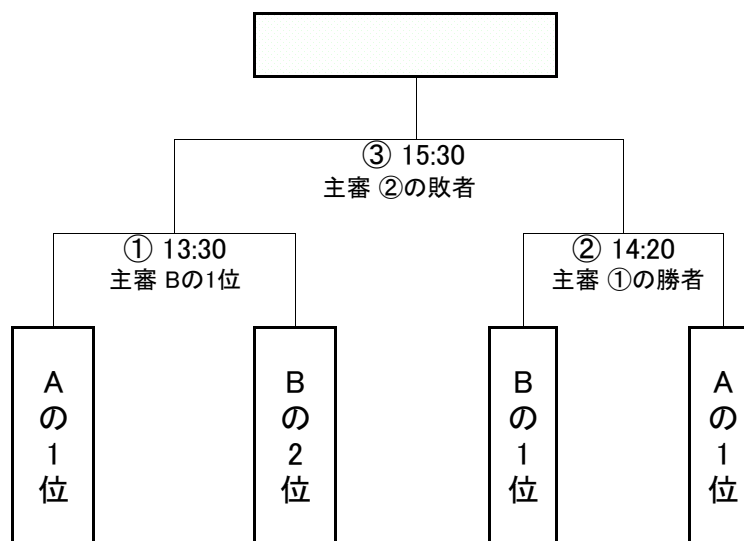 ③ 15:30
主審 ②の敗者
① 13:30
主審 Bの1位
② 14:20
主審 ①の勝者
Aの1位
Bの2位
Bの1位
Aの1位